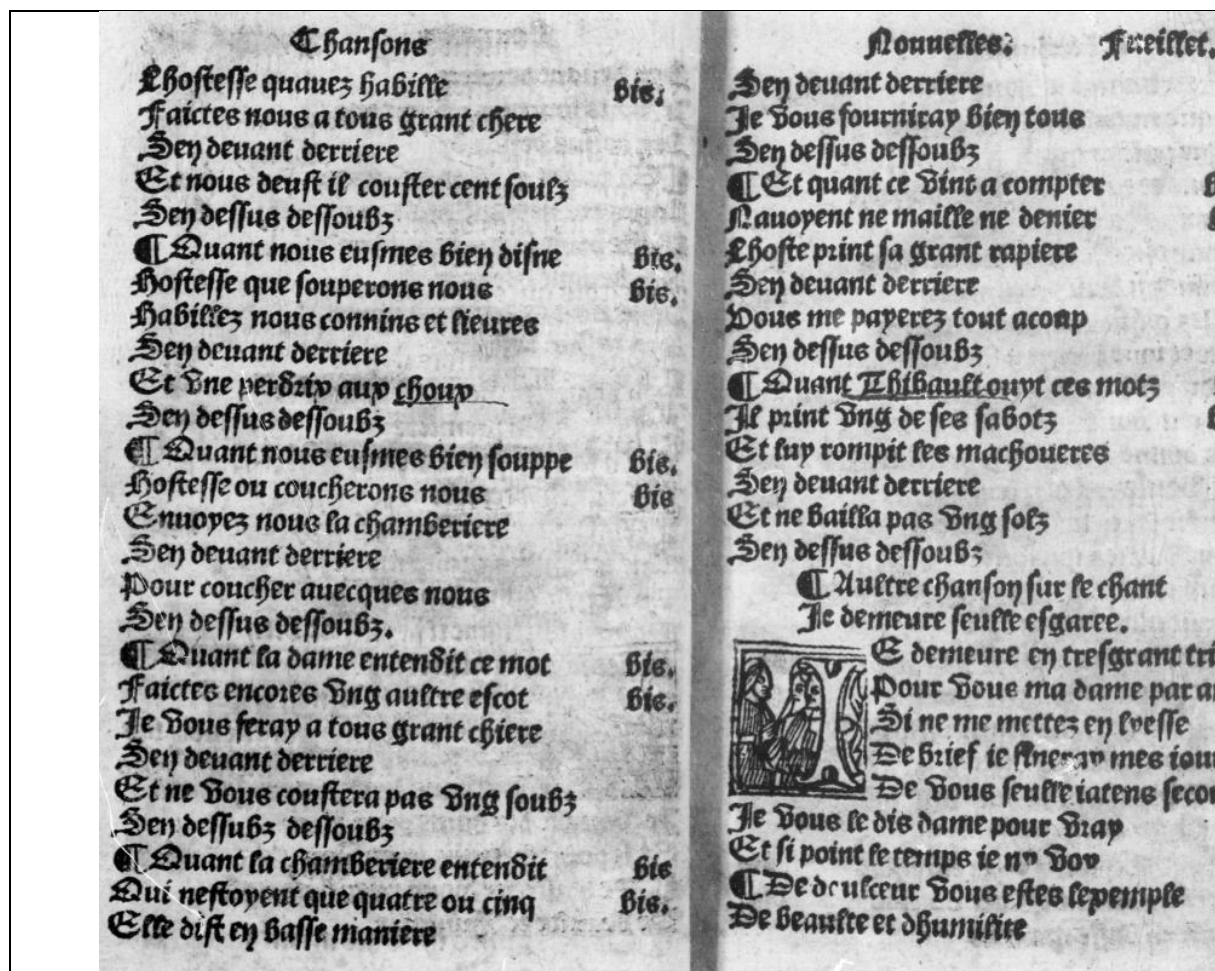 Chansons
Lhostesse quauez habille bis.
Faictes nous a tous grant chere
Sen deuant derriere
Et nous deust il couster cent soulz
Sen dessus dessoubz
¶ Quant nous eusmes bien disne Bis.
Hostesse que souperons nous Bis.
Habillez nous connins et lieures
Sen deuant derriere
Et vne perdrix aux choux
Sen dessus dessoubz
¶ Quant nous eusmes bien souppe Bis.
Hostesse ou coucherons nous Bis
Enuoyez nous la chamberiere
Sen deuant derriere
Pour coucher auecques nous
Sen dessus dessoubz.
¶ Quant la dame entendit ce mot Bis.
Faictes encores vng aultre escot Bis.
Je vous feray a tous grant chiere
Sen deuant derriere
Et ne vous coustera pas vng soubz
Sen dessubz dessoubz
¶ Quant la chamberiere entendit Bis
Qui nestoyent que quatre ou cinq Bis.
Elle dist en basse maniere
Nouuelles. Fueillet.
Sen deuant derriere
Je vous fourniray bien tous
Sen dessus dessoubz
¶ Et quant ce vint a compter
Nauoyent ne maille ne denier
Lhoste print sa grant rapiere
Sen deuant derriere
Vous me payerez tout acoup
Sen dessus dessoubz
¶ Quant Thibault ouyt ces motz
Il print vng de ses sabotz
Et luy rompit les machoueres
Sen deuant derriere
Et ne bailla pas vng solz
Sen dessus dessoubz
¶ Aultre chanson sur le chant
Je demeure seulle esgaree.
IE demeure en tresgrant tri
Pour vous ma dame par a
Si ne me mettez en lyesse
De brief ie fineray mes iou
De vous seulle iatens seco
Je vous le dis dame pour vray
Et si point le temps ie ny voy
¶ De doulceur vous estes lexemple
De beaulte et dhumilite